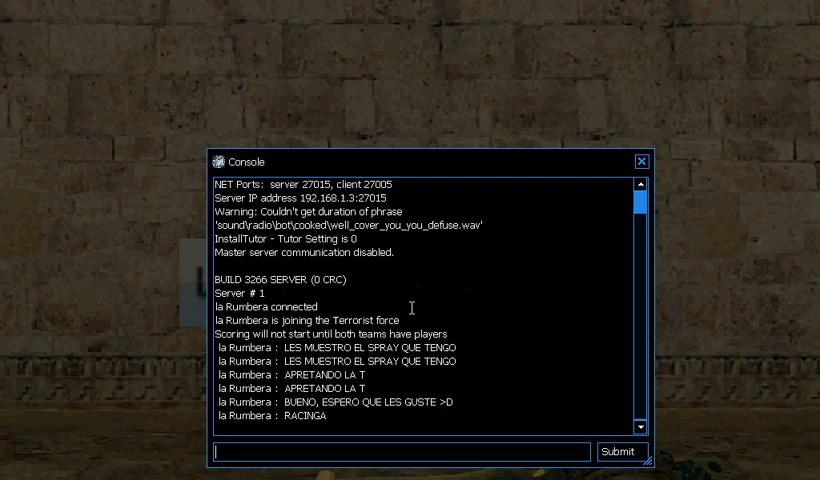 Console
NET Ports:  server 27015, client 27005
Server IP address 192.168.1.3:27015
Warning: Couldn't get duration of phrase
'sound\radio\bot\cooked\well_cover_you_you_defuse.wav'
InstallTutor - Tutor Setting is 0
Master server communication disabled.
BUILD 3266 SERVER (0 CRC)
Server # 1
la Rumbera connected
la Rumbera is joining the Terrorist force
Scoring will not start until both teams have players
la Rumbera :  LES MUESTRO EL SPRAY QUE TENGO
la Rumbera :  LES MUESTRO EL SPRAY QUE TENGO
la Rumbera :  APRETANDO LA T
la Rumbera :  APRETANDO LA T
la Rumbera :  BUENO, ESPERO QUE LES GUSTE >D
la Rumbera :  RACINGA
Submit